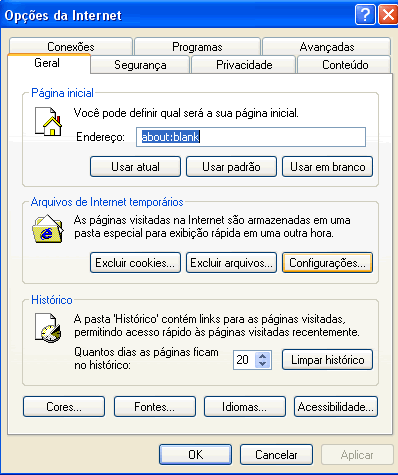 Opções da Internet
Conexões
Programas
Avançadas
Geral
Segurança
Privacidade
Conteúdo
Página inicial
Você pode definir qual será a sua página inicial.
Endereço:
about:blank
Usar atual
Usar padrão
Usar em branco
Arquivos de Internet temporários
As páginas visitadas na Internet são armazenadas em uma
pasta especial para exibição rápida em uma outra hora.
Excluir cookies...
Excluir arquivos...
Configurações...
Histórico
A pasta 'Histórico' contém links para as páginas visitadas,
permitindo acesso rápido às páginas visitadas recentemente.
Quantos dias as páginas ficam
no histórico:
20
Limpar histórico
Cores...
Fontes...
Idiomas...
Acessibilidade...
OK
Cancelar
Aplicar